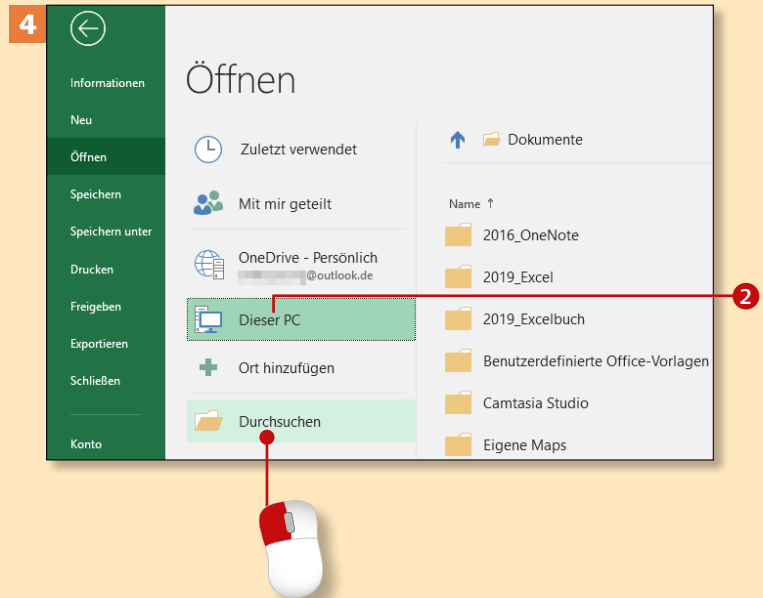 4
Informationen
Neu
Öffnen
Speichern
Speichern unter
Drucken
Freigeben
Exportieren
Schließen
Konto
Öffnen
Zuletzt verwendet
Mit mir geteilt
OneDrive - Persönlich
@outlook.de
Dieser PC
Ort hinzufügen
Durchsuchen
Dokumente
Name ↑
2016_OneNote
2019_Excel
2019_Excelbuch
Benutzerdefinierte Office-Vorlagen
Camtasia Studio
Eigene Maps
2